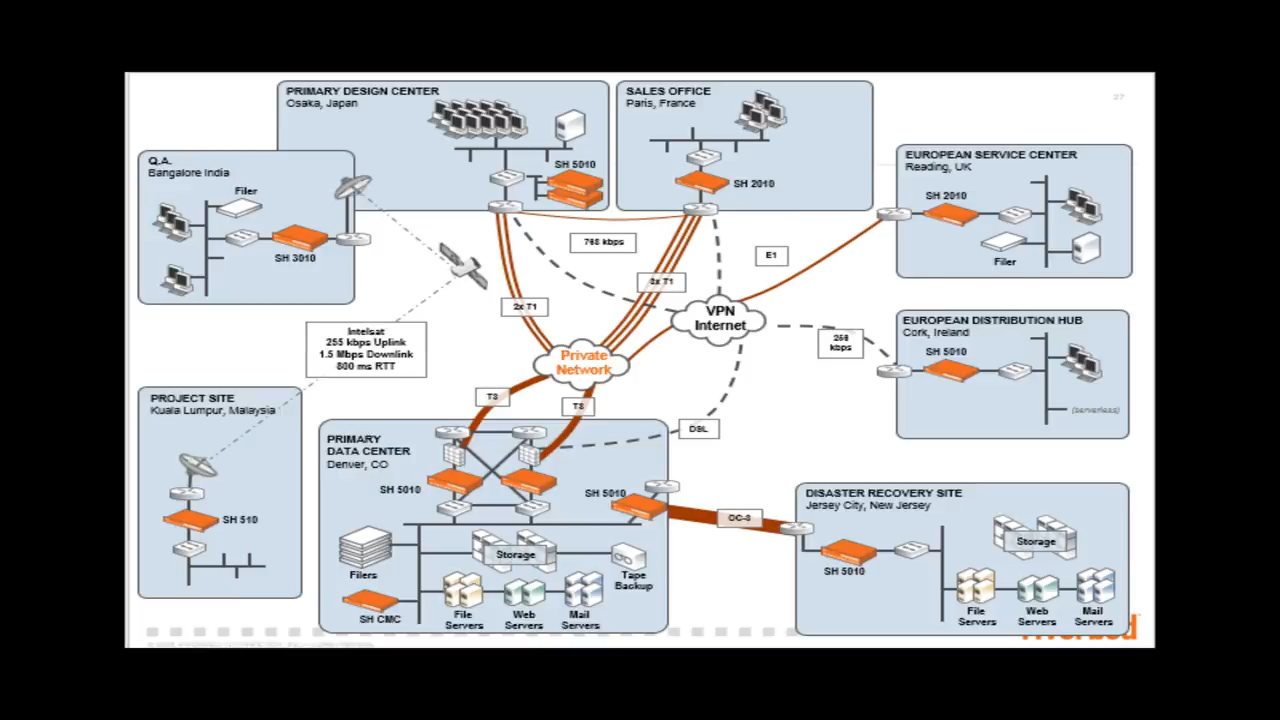 27
PRIMARY DESIGN CENTER
Osaka, Japan
SH 5010
SALES OFFICE
Paris, France
SH 2010
Q.A.
Bangalore India
Filer
SH 3010
EUROPEAN SERVICE CENTER
Reading, UK
SH 2010
Filer
768 kbps
E1
3x T1
2x T1
VPN
Internet
Private
Network
Intelsat
255 kbps Uplink
1.5 Mbps Downlink
800 ms RTT
256
kbps
EUROPEAN DISTRIBUTION HUB
Cork, Ireland
SH 5010
(serverless)
PROJECT SITE
Kuala Lumpur, Malaysia
SH 510
T3
T3
DSL
PRIMARY
DATA CENTER
Denver, CO
SH 5010
SH 5010
Filers
Storage
Tape
Backup
SH CMC
File
Servers
Web
Servers
Mail
Servers
OC-3
DISASTER RECOVERY SITE
Jersey City, New Jersey
SH 5010
Storage
File
Servers
Web
Servers
Mail
Servers